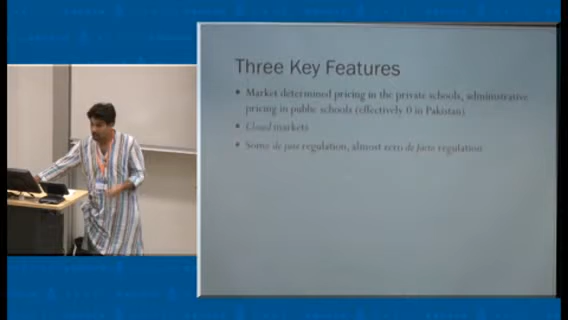 Three Key Features
• Market determined pricing in the private schools, administrative
pricing in public schools (effectively 0 in Pakistan)
• Closed markets
• Some de jure regulation, almost zero de facto regulation